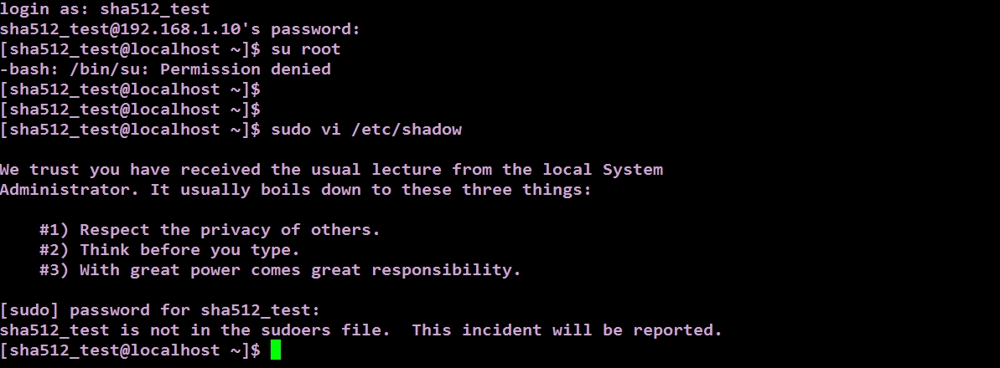 login as: sha512_test
sha512_test@192.168.1.10's password:
[sha512_test@localhost ~]$ su root
-bash: /bin/su: Permission denied
[sha512_test@localhost ~]$
[sha512_test@localhost ~]$
[sha512_test@localhost ~]$ sudo vi /etc/shadow
We trust you have received the usual lecture from the local System
Administrator. It usually boils down to these three things:
#1) Respect the privacy of others.
#2) Think before you type.
#3) With great power comes great responsibility.
[sudo] password for sha512_test:
sha512_test is not in the sudoers file.  This incident will be reported.
[sha512_test@localhost ~]$